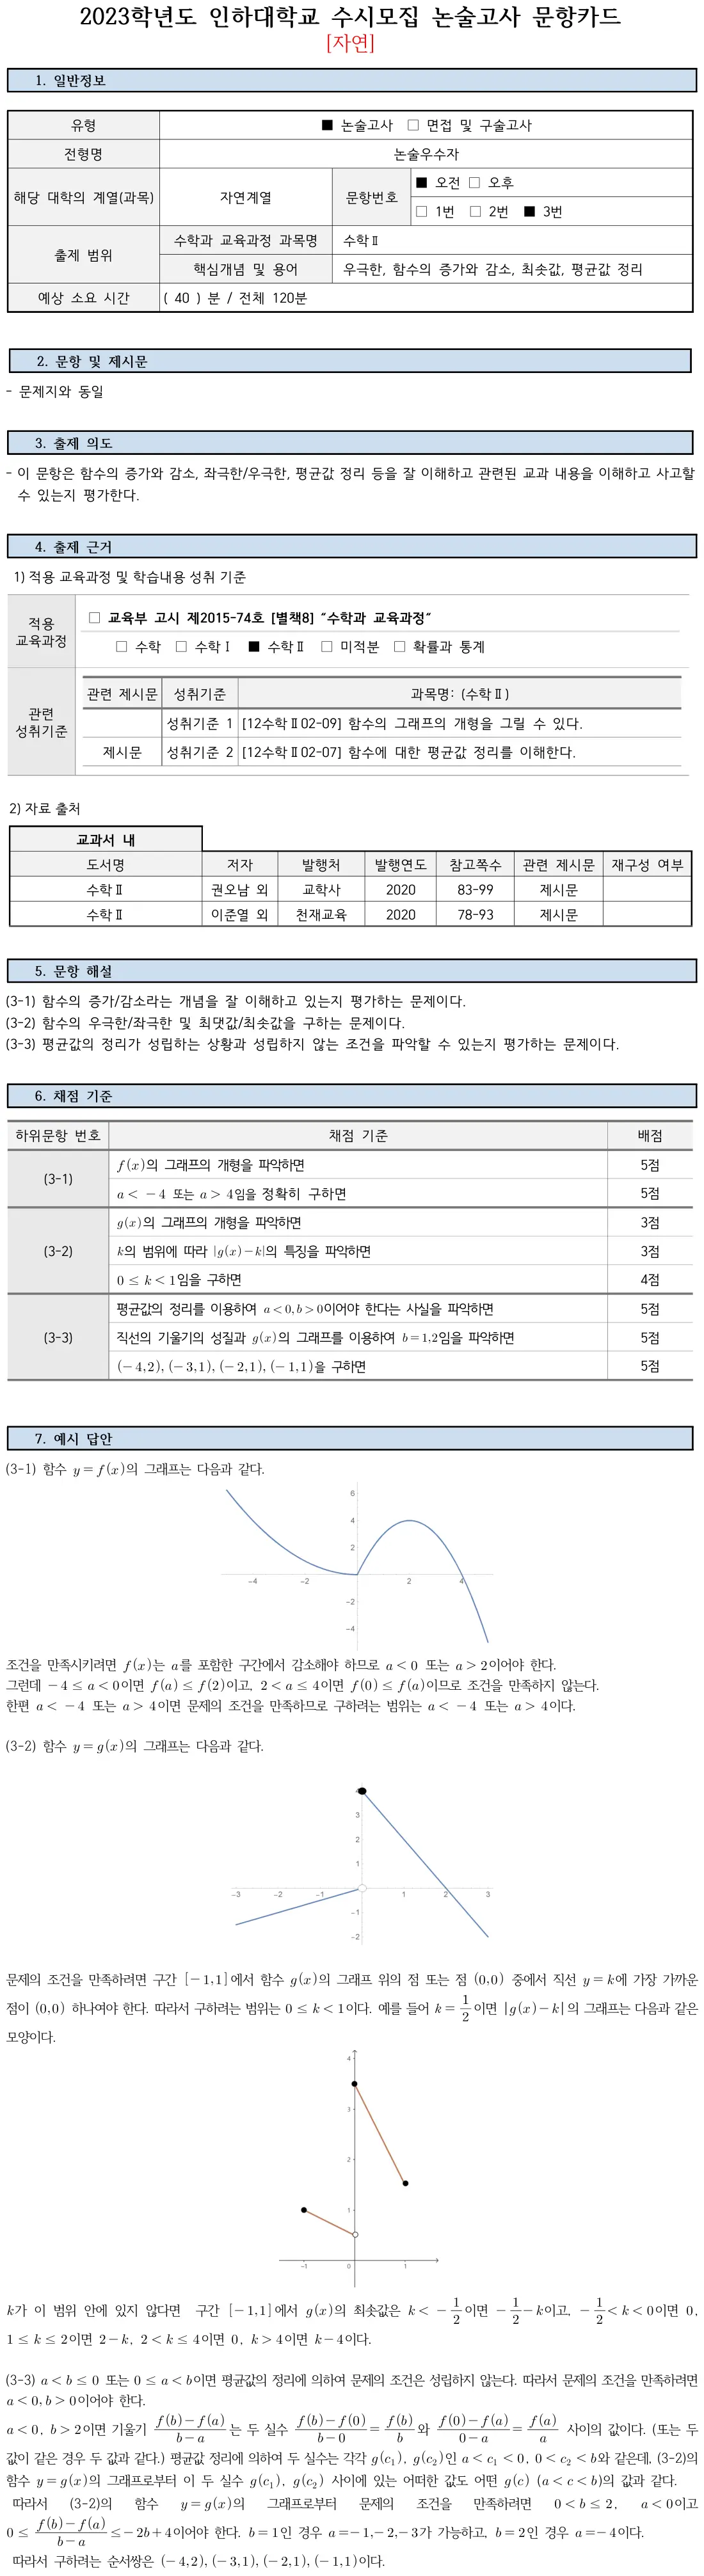 2023학년도 인하대학교 수시모집 논술고사 문항카드
[자연]
1. 일반정보
유형 ■ 논술고사 □ 면접 및 구술고사
전형명 논술우수자
해당 대학의 계열(과목) 자연계열 문항번호 ■ 오전 □ 오후
□ 1번 □ 2번 ■ 3번
출제 범위 수학과 교육과정 과목명 수학Ⅱ
핵심개념 및 용어 우극한, 함수의 증가와 감소, 최솟값, 평균값 정리
예상 소요 시간 ( 40 ) 분 / 전체 120분
2. 문항 및 제시문
- 문제지와 동일
3. 출제 의도
- 이 문항은 함수의 증가와 감소, 좌극한/우극한, 평균값 정리 등을 잘 이해하고 관련된 교과 내용을 이해하고 사고할
수 있는지 평가한다.
4. 출제 근거
1) 적용 교육과정 및 학습내용 성취 기준
적용 교육과정 □ 교육부 고시 제2015-74호 [별책8] "수학과 교육과정"
□ 수학 □ 수학Ⅰ ■ 수학Ⅱ □ 미적분 □ 확률과 통계
관련 성취기준 관련 제시문 성취기준 과목명: (수학Ⅱ)
성취기준 1 [12수학Ⅱ02-09] 함수의 그래프의 개형을 그릴 수 있다.
제시문 성취기준 2 [12수학Ⅱ02-07] 함수에 대한 평균값 정리를 이해한다.
2) 자료 출처
교과서 내
도서명 저자 발행처 발행연도 참고쪽수 관련 제시문 재구성 여부
수학Ⅱ 권오남 외 교학사 2020 83-99 제시문
수학Ⅱ 이준열 외 천재교육 2020 78-93 제시문
5. 문항 해설
(3-1) 함수의 증가/감소라는 개념을 잘 이해하고 있는지 평가하는 문제이다.
(3-2) 함수의 우극한/좌극한 및 최댓값/최솟값을 구하는 문제이다.
(3-3) 평균값의 정리가 성립하는 상황과 성립하지 않는 조건을 파악할 수 있는지 평가하는 문제이다.
6. 채점 기준
하위문항 번호 채점 기준 배점
(3-1) f(x)의 그래프의 개형을 파악하면 5점
a < -4 또는 a > 4임을 정확히 구하면 5점
(3-2) g(x)의 그래프의 개형을 파악하면 3점
k의 범위에 따라 |g(x)-k|의 특징을 파악하면 3점
0 ≤ k < 1임을 구하면 4점
(3-3) 평균값의 정리를 이용하여 a<0, b>0이어야 한다는 사실을 파악하면 5점
직선의 기울기의 성질과 g(x)의 그래프를 이용하여 b=1,2임을 파악하면 5점
(-4,2), (-3,1), (-2,1), (-1,1)을 구하면 5점
7. 예시 답안
(3-1) 함수 y=f(x)의 그래프는 다음과 같다.
6
4
2
-4 -2 2 4
-2
-4
조건을 만족시키려면 f(x)는 a를 포함한 구간에서 감소해야 하므로 a<0 또는 a>2이어야 한다.
그런데 -4 ≤ a < 0이면 f(a) ≤ f(2)이고, 2 < a ≤ 4이면 f(0) ≤ f(a)이므로 조건을 만족하지 않는다.
한편 a < -4 또는 a > 4이면 문제의 조건을 만족하므로 구하려는 범위는 a < -4 또는 a > 4이다.
(3-2) 함수 y=g(x)의 그래프는 다음과 같다.
4
3
2
1
-3 -2 -1 1 2 3
-1
-2
문제의 조건을 만족하려면 구간 [-1,1]에서 함수 g(x)의 그래프 위의 점 또는 점 (0,0) 중에서 직선 y=k에 가장 가까운
점이 (0,0) 하나여야 한다. 따라서 구하려는 범위는 0 ≤ k < 1이다. 예를 들어 k = 1/2이면 |g(x)-k|의 그래프는 다음과 같은
모양이다.
4
3
2
1
-1 0 1
k가 이 범위 안에 있지 않다면 구간 [-1,1]에서 g(x)의 최솟값은 k < -1/2이면 -1/2-k이고, -1/2<k<0이면 0,
1 ≤ k ≤ 2이면 2-k, 2 < k ≤ 4이면 0, k > 4이면 k-4이다.
(3-3) a<b≤0 또는 0≤a<b이면 평균값의 정리에 의하여 문제의 조건은 성립하지 않는다. 따라서 문제의 조건을 만족하려면
a<0, b>0이어야 한다.
a<0, b>2이면 기울기 (f(b)-f(a))/(b-a)는 두 실수 (f(b)-f(0))/(b-0) = f(b)/b와 (f(0)-f(a))/(0-a) = f(a)/a 사이의 값이다. (또는 두
값이 같은 경우 두 값과 같다.) 평균값 정리에 의하여 두 실수는 각각 g(c₁), g(c₂)인 a<c₁<0, 0<c₂<b와 같은데, (3-2)의
함수 y=g(x)의 그래프로부터 이 두 실수 g(c₁), g(c₂) 사이에 있는 어떠한 값도 어떤 g(c) (a<c<b)의 값과 같다.
따라서 (3-2)의 함수 y=g(x)의 그래프로부터 문제의 조건을 만족하려면 0<b≤2, a<0이고
0 ≤ (f(b)-f(a))/(b-a) ≤ -2b+4이어야 한다. b=1인 경우 a=-1,-2,-3가 가능하고, b=2인 경우 a=-4이다.
따라서 구하려는 순서쌍은 (-4,2), (-3,1), (-2,1), (-1,1)이다.